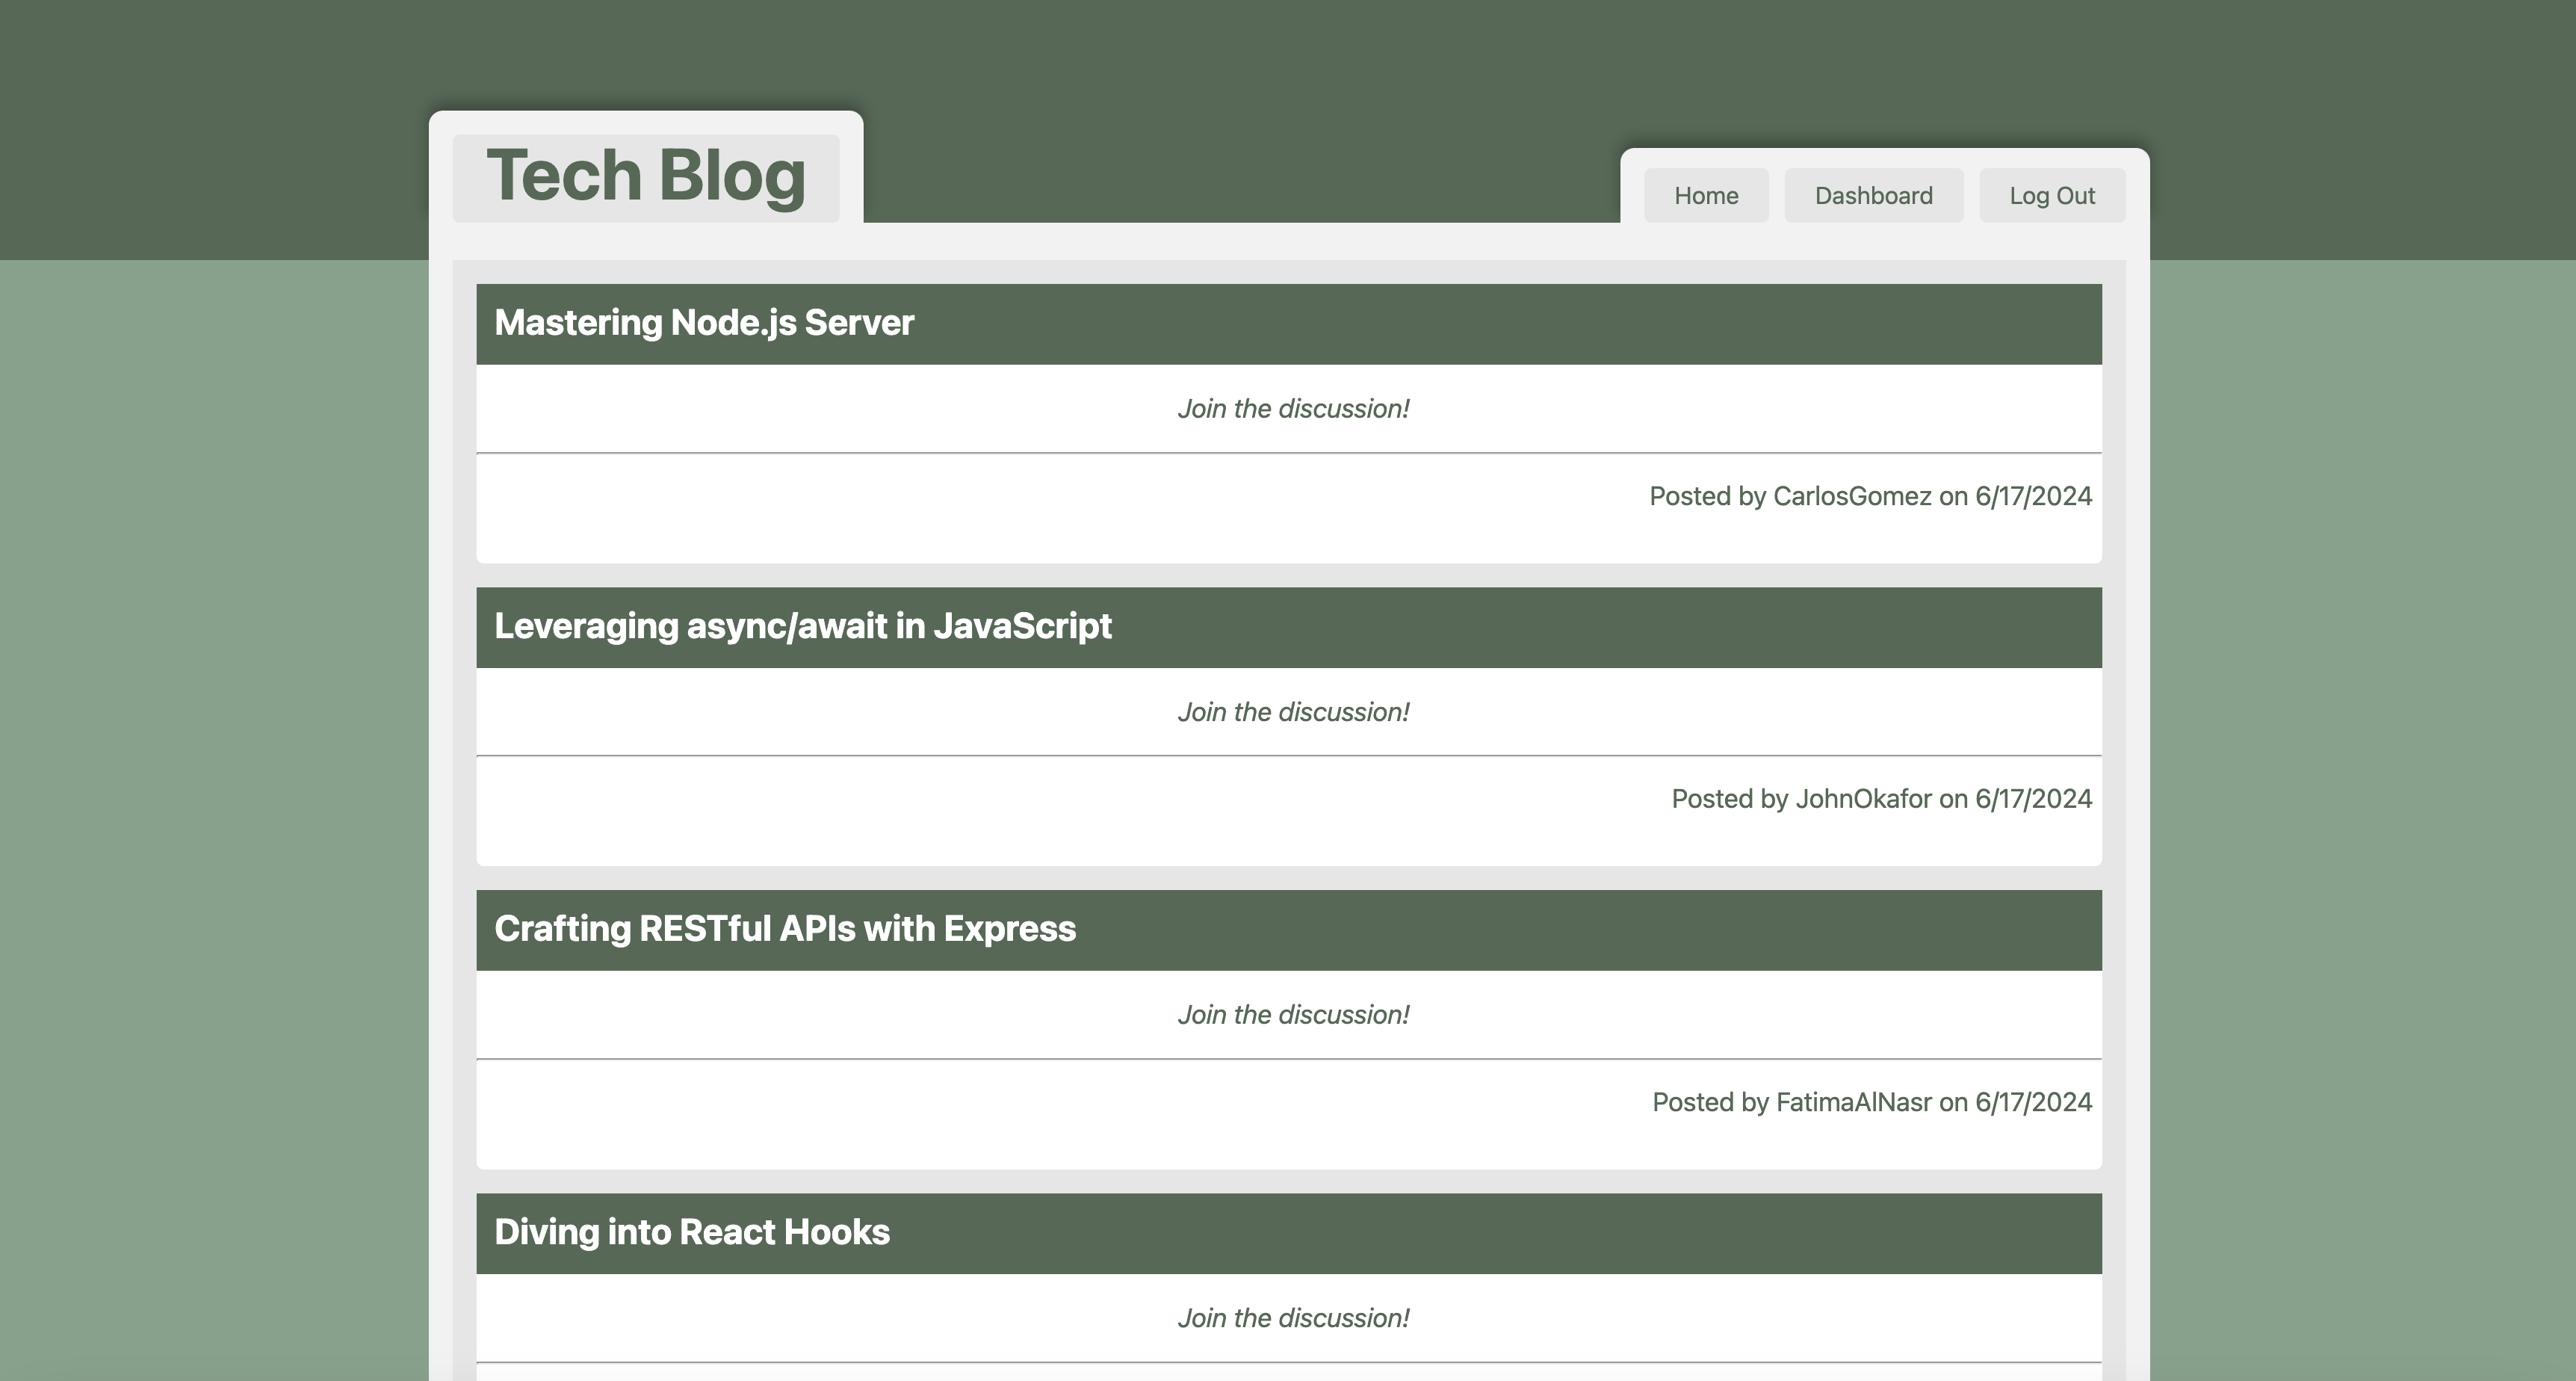 Tech Blog
Home Dashboard Log Out
Mastering Node.js Server
Join the discussion!
Posted by CarlosGomez on 6/17/2024
Leveraging async/await in JavaScript
Join the discussion!
Posted by JohnOkafor on 6/17/2024
Crafting RESTful APIs with Express
Join the discussion!
Posted by FatimaAlNasr on 6/17/2024
Diving into React Hooks
Join the discussion!